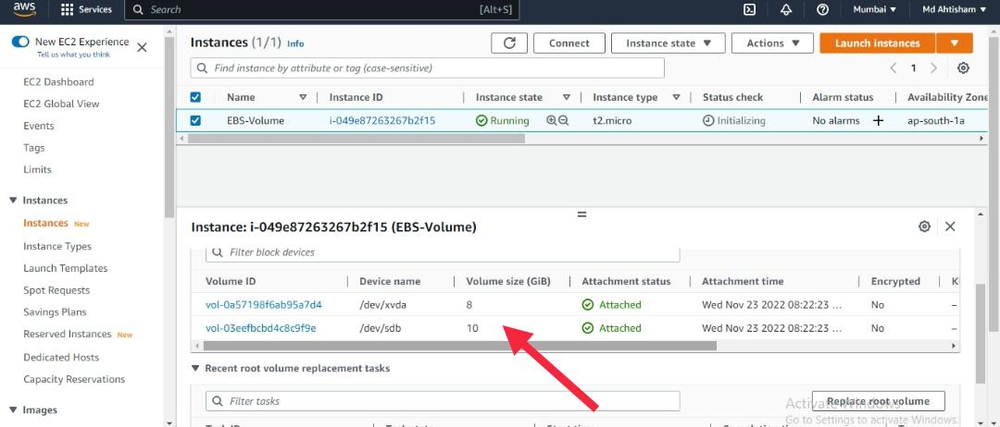 aws
Services
Search
[Alt+S]
Mumbai
Md Ahtisham
New EC2 Experience
Tell us what you think
EC2 Dashboard
EC2 Global View
Events
Tags
Limits
Instances
Instances New
Instance Types
Launch Templates
Spot Requests
Savings Plans
Reserved Instances New
Dedicated Hosts
Capacity Reservations
Images
Instances (1/1) Info
Connect
Instance state
Actions
Launch instances
Find instance by attribute or tag (case-sensitive)
1
Name Instance ID Instance state Instance type Status check Alarm status Availability Zone
EBS-Volume i-049e87263267b2f15 Running t2.micro Initializing No alarms + ap-south-1a
Instance: i-049e87263267b2f15 (EBS-Volume)
Filter block devices
Volume ID Device name Volume size (GiB) Attachment status Attachment time Encrypted
vol-0a57198f6ab95a7d4 /dev/xvda 8 Attached Wed Nov 23 2022 08:22:23 ... No –
vol-03eefbcbd4c8c9f9e /dev/sdb 10 Attached Wed Nov 23 2022 08:22:23 ... No –
Recent root volume replacement tasks
Filter tasks
Replace root volume
Activate Windows
Go to Settings to activate Windows.